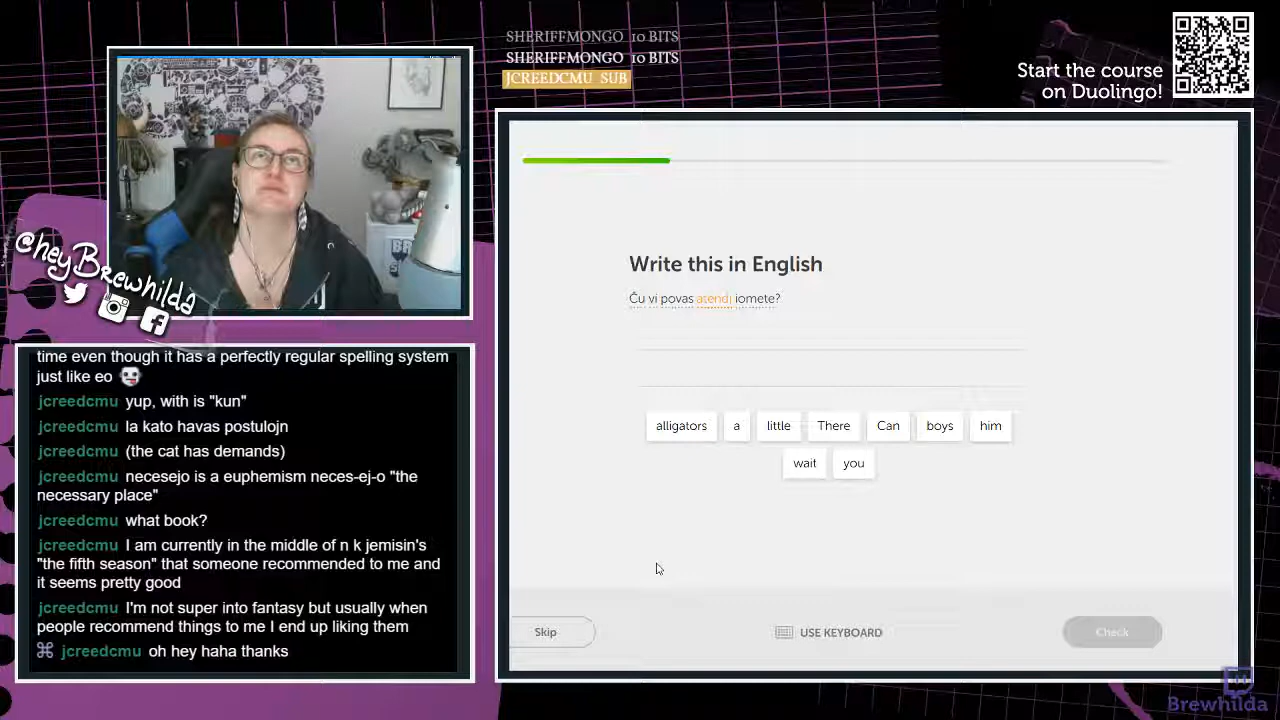 SHERIFFMONGO 10 BITS
SHERIFFMONGO 10 BITS
JCREEDCMU SUB
Start the course
on Duolingo!
@heyBrewhilda
time even though it has a perfectly regular spelling system
just like eo
jcreedcmu yup, with is "kun"
jcreedcmu la kato havas postulojn
jcreedcmu (the cat has demands)
jcreedcmu necesejo is a euphemism neces-ej-o "the
necessary place"
jcreedcmu what book?
jcreedcmu I am currently in the middle of n k jemisin's
"the fifth season" that someone recommended to me and
it seems pretty good
jcreedcmu I'm not super into fantasy but usually when
people recommend things to me I end up liking them
jcreedcmu oh hey haha thanks
Write this in English
Ĉu vi povas atendi iomete?
alligators a little There Can boys him
wait you
Skip
USE KEYBOARD
Check
Brewhilda